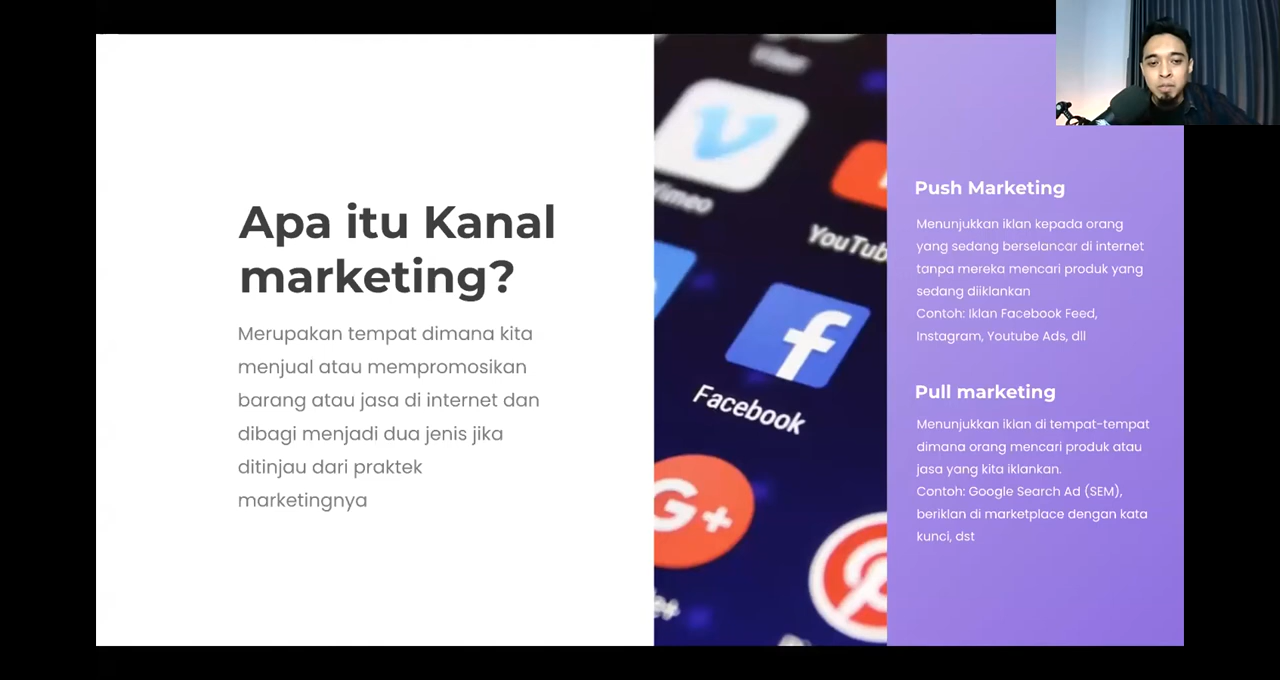 Apa itu Kanal
marketing?
Merupakan tempat dimana kita
menjual atau mempromosikan
barang atau jasa di internet dan
dibagi menjadi dua jenis jika
ditinjau dari praktek
marketingnya
Viber
YouTub
Facebook
G+
Push Marketing
Menunjukkan iklan kepada orang
yang sedang berselancar di internet
tanpa mereka mencari produk yang
sedang diiklankan
Contoh: Iklan Facebook Feed,
Instagram, Youtube Ads, dll
Pull marketing
Menunjukkan iklan di tempat-tempat
dimana orang mencari produk atau
jasa yang kita iklankan.
Contoh: Google Search Ad (SEM),
beriklan di marketplace dengan kata
kunci, dst